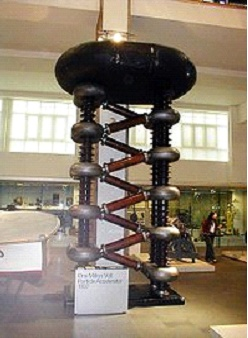 One Million Volt
Particle Accelerator
1937